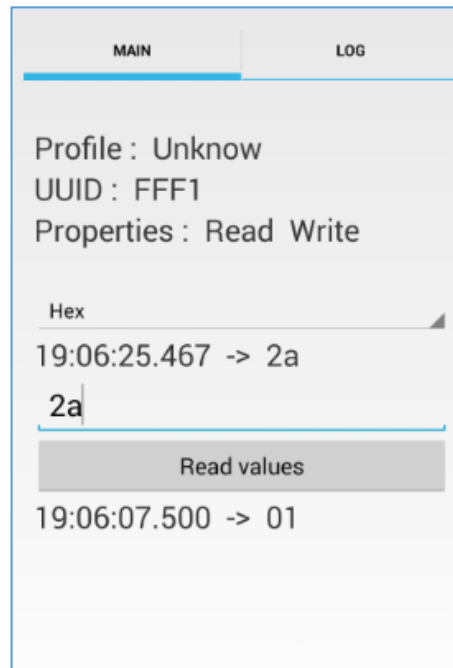 MAIN LOG
Profile : Unknow
UUID : FFF1
Properties : Read Write
Hex
19:06:25.467 -> 2a
2a
Read values
19:06:07.500 -> 01